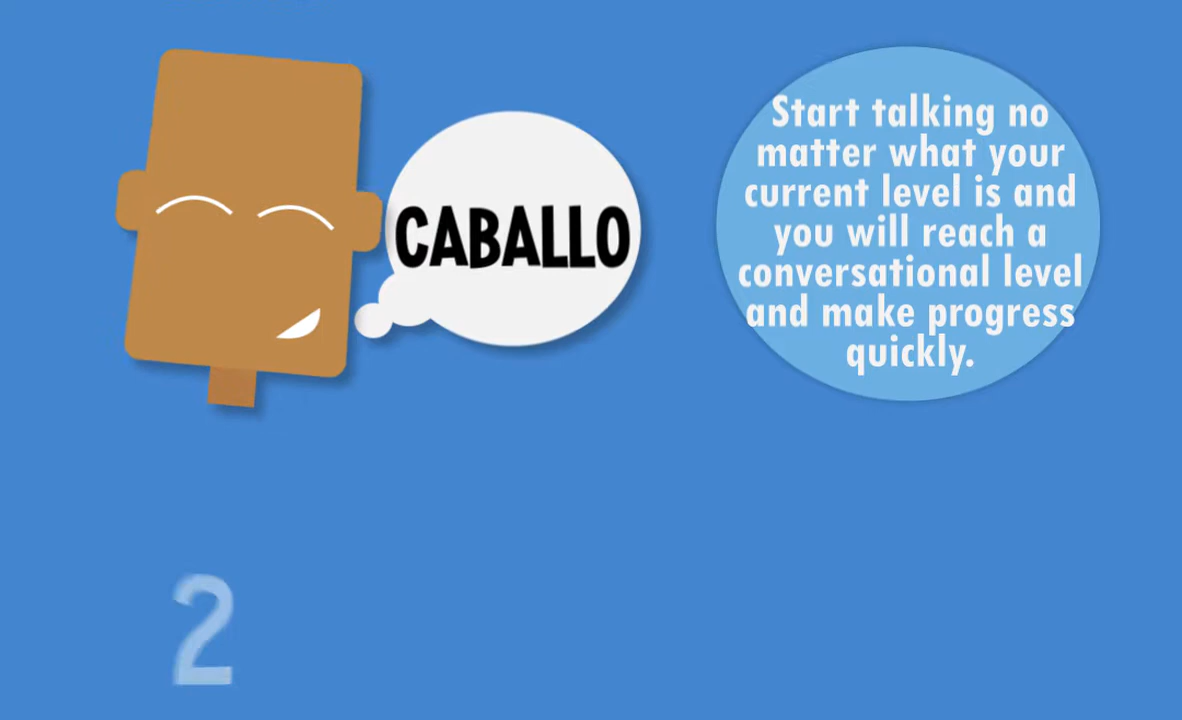 CABALLO
Start talking no
matter what your
current level is and
you will reach a
conversational level
and make progress
quickly.
2